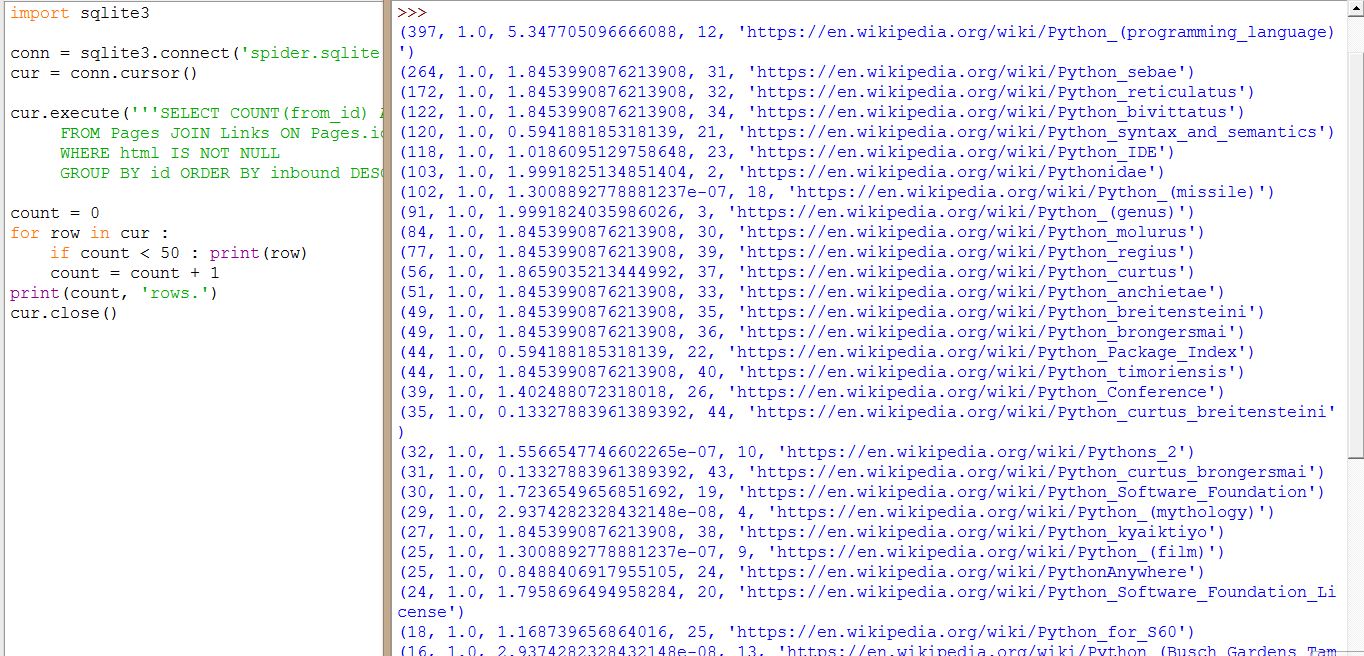 import sqlite3
conn = sqlite3.connect('spider.sqlite
cur = conn.cursor()
cur.execute('''SELECT COUNT(from_id)
FROM Pages JOIN Links ON Pages.id
WHERE html IS NOT NULL
GROUP BY id ORDER BY inbound DESC
count = 0
for row in cur :
if count < 50 : print(row)
count = count + 1
print(count, 'rows.')
cur.close()
>>>
(397, 1.0, 5.347705096666088, 12, 'https://en.wikipedia.org/wiki/Python_(programming_language)
')
(264, 1.0, 1.8453990876213908, 31, 'https://en.wikipedia.org/wiki/Python_sebae')
(172, 1.0, 1.8453990876213908, 32, 'https://en.wikipedia.org/wiki/Python_reticulatus')
(122, 1.0, 1.8453990876213908, 34, 'https://en.wikipedia.org/wiki/Python_bivittatus')
(120, 1.0, 0.594188185318139, 21, 'https://en.wikipedia.org/wiki/Python_syntax_and_semantics')
(118, 1.0, 1.0186095129758648, 23, 'https://en.wikipedia.org/wiki/Python_IDE')
(103, 1.0, 1.9991825134851404, 2, 'https://en.wikipedia.org/wiki/Pythonidae')
(102, 1.0, 1.3008892778881237e-07, 18, 'https://en.wikipedia.org/wiki/Python_(missile)')
(91, 1.0, 1.9991824035986026, 3, 'https://en.wikipedia.org/wiki/Python_(genus)')
(84, 1.0, 1.8453990876213908, 30, 'https://en.wikipedia.org/wiki/Python_molurus')
(77, 1.0, 1.8453990876213908, 39, 'https://en.wikipedia.org/wiki/Python_regius')
(56, 1.0, 1.8659035213444992, 37, 'https://en.wikipedia.org/wiki/Python_curtus')
(51, 1.0, 1.8453990876213908, 33, 'https://en.wikipedia.org/wiki/Python_anchietae')
(49, 1.0, 1.8453990876213908, 35, 'https://en.wikipedia.org/wiki/Python_breitensteini')
(49, 1.0, 1.8453990876213908, 36, 'https://en.wikipedia.org/wiki/Python_brongersmai')
(44, 1.0, 0.594188185318139, 22, 'https://en.wikipedia.org/wiki/Python_Package_Index')
(44, 1.0, 1.8453990876213908, 40, 'https://en.wikipedia.org/wiki/Python_timoriensis')
(39, 1.0, 1.402488072318018, 26, 'https://en.wikipedia.org/wiki/Python_Conference')
(35, 1.0, 0.13327883961389392, 44, 'https://en.wikipedia.org/wiki/Python_curtus_breitensteini'
)
(32, 1.0, 1.5566547746602265e-07, 10, 'https://en.wikipedia.org/wiki/Pythons_2')
(31, 1.0, 0.13327883961389392, 43, 'https://en.wikipedia.org/wiki/Python_curtus_brongersmai')
(30, 1.0, 1.7236549656851692, 19, 'https://en.wikipedia.org/wiki/Python_Software_Foundation')
(29, 1.0, 2.9374282328432148e-08, 4, 'https://en.wikipedia.org/wiki/Python_(mythology)')
(27, 1.0, 1.8453990876213908, 38, 'https://en.wikipedia.org/wiki/Python_kyaiktiyo')
(25, 1.0, 1.3008892778881237e-07, 9, 'https://en.wikipedia.org/wiki/Python_(film)')
(25, 1.0, 0.8488406917955105, 24, 'https://en.wikipedia.org/wiki/PythonAnywhere')
(24, 1.0, 1.7958696494958284, 20, 'https://en.wikipedia.org/wiki/Python_Software_Foundation_Li
cense')
(18, 1.0, 1.168739656864016, 25, 'https://en.wikipedia.org/wiki/Python_for_S60')
(16, 1.0, 2.9374282328432148e-08, 13, 'https://en.wikipedia.org/wiki/Python_(Busch_Gardens_Tam